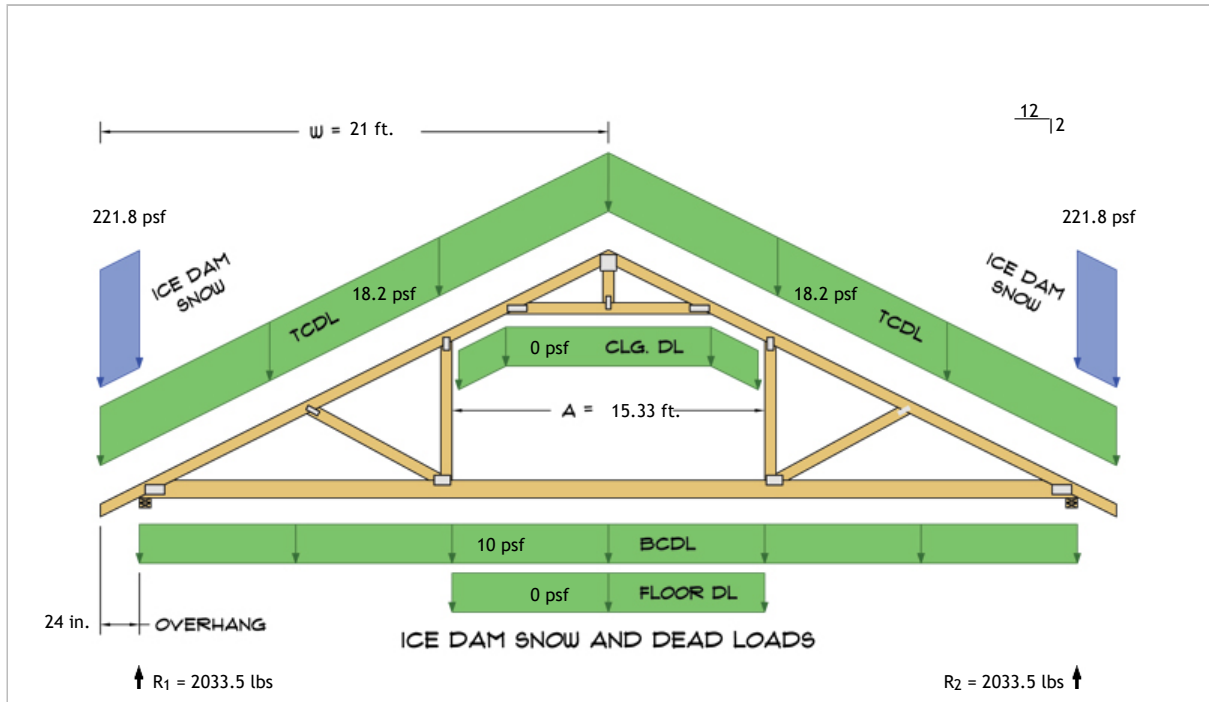 W = 21 ft.
12
2
221.8 psf
221.8 psf
ICE DAM
SNOW
ICE DAM
SNOW
TCDL
18.2 psf
18.2 psf
TCDL
0 psf CLG. DL
A = 15.33 ft.
10 psf BCDL
0 psf FLOOR DL
24 in.
OVERHANG
ICE DAM SNOW AND DEAD LOADS
R1 = 2033.5 lbs
R2 = 2033.5 lbs